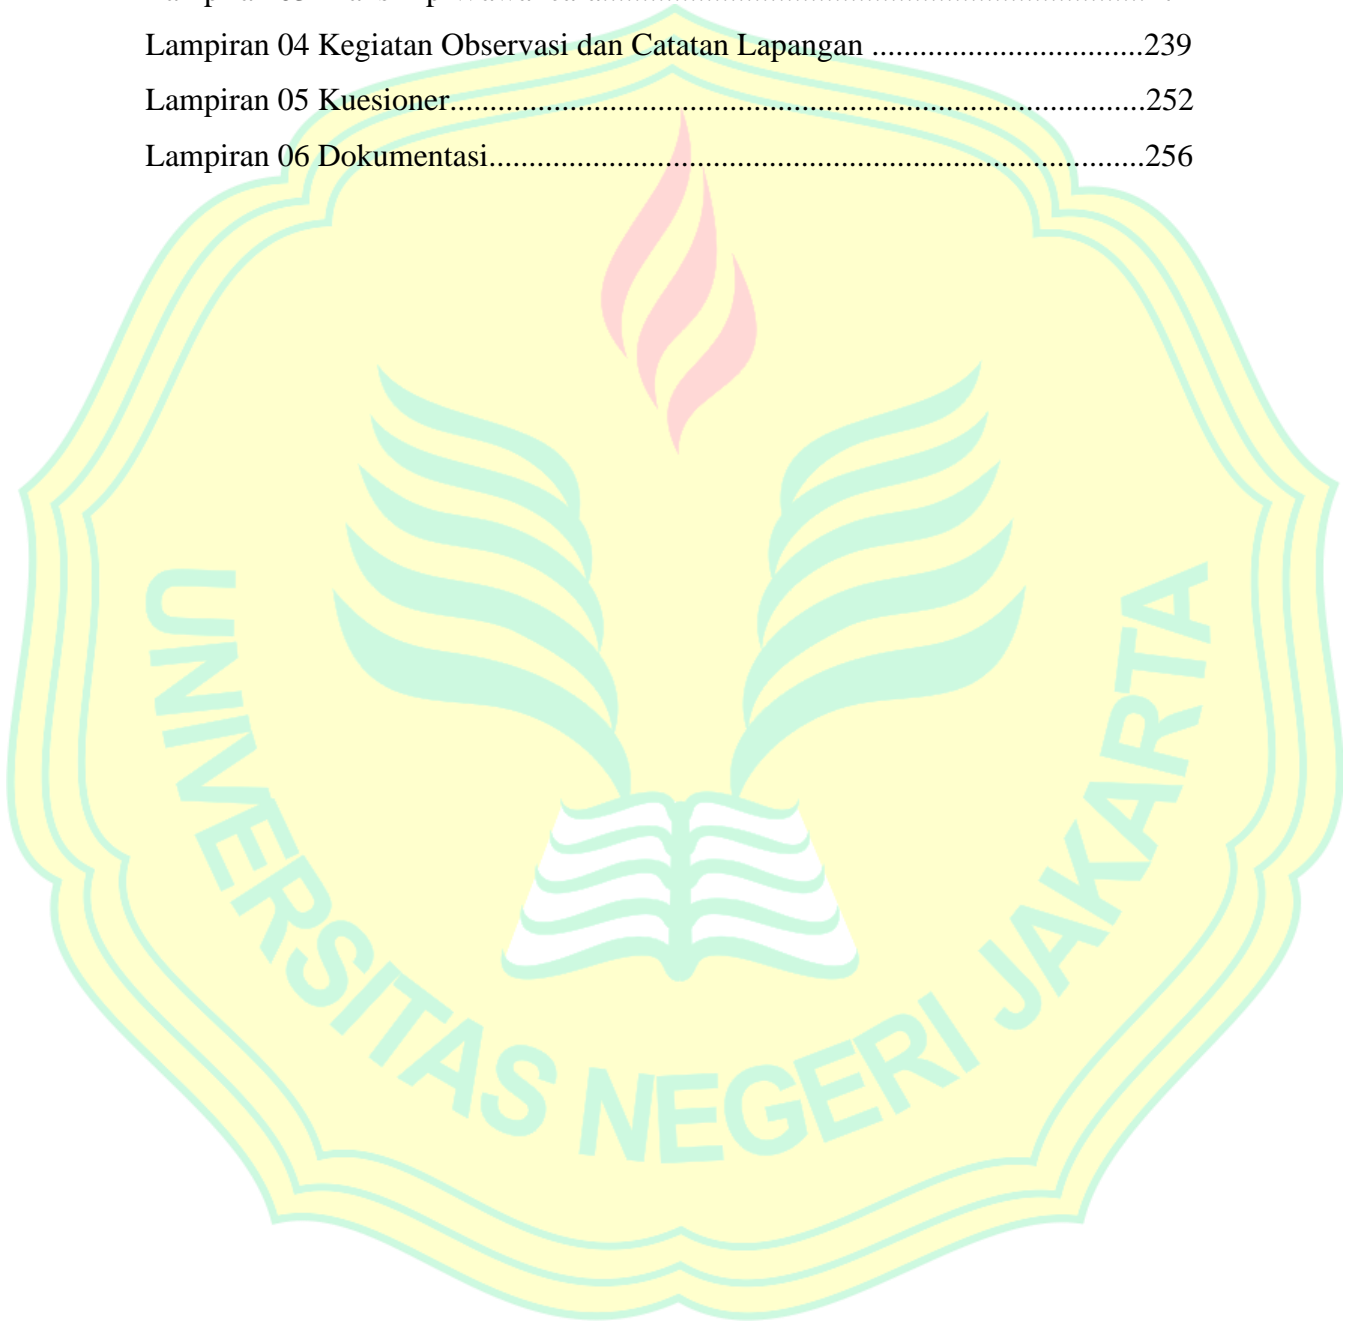 Lampiran 04 Kegiatan Observasi dan Catatan Lapangan .................................239
Lampiran 05 Kuesioner.....................................................................................252
Lampiran 06 Dokumentasi................................................................................256
UNIVERSITAS NEGERI JAKARTA